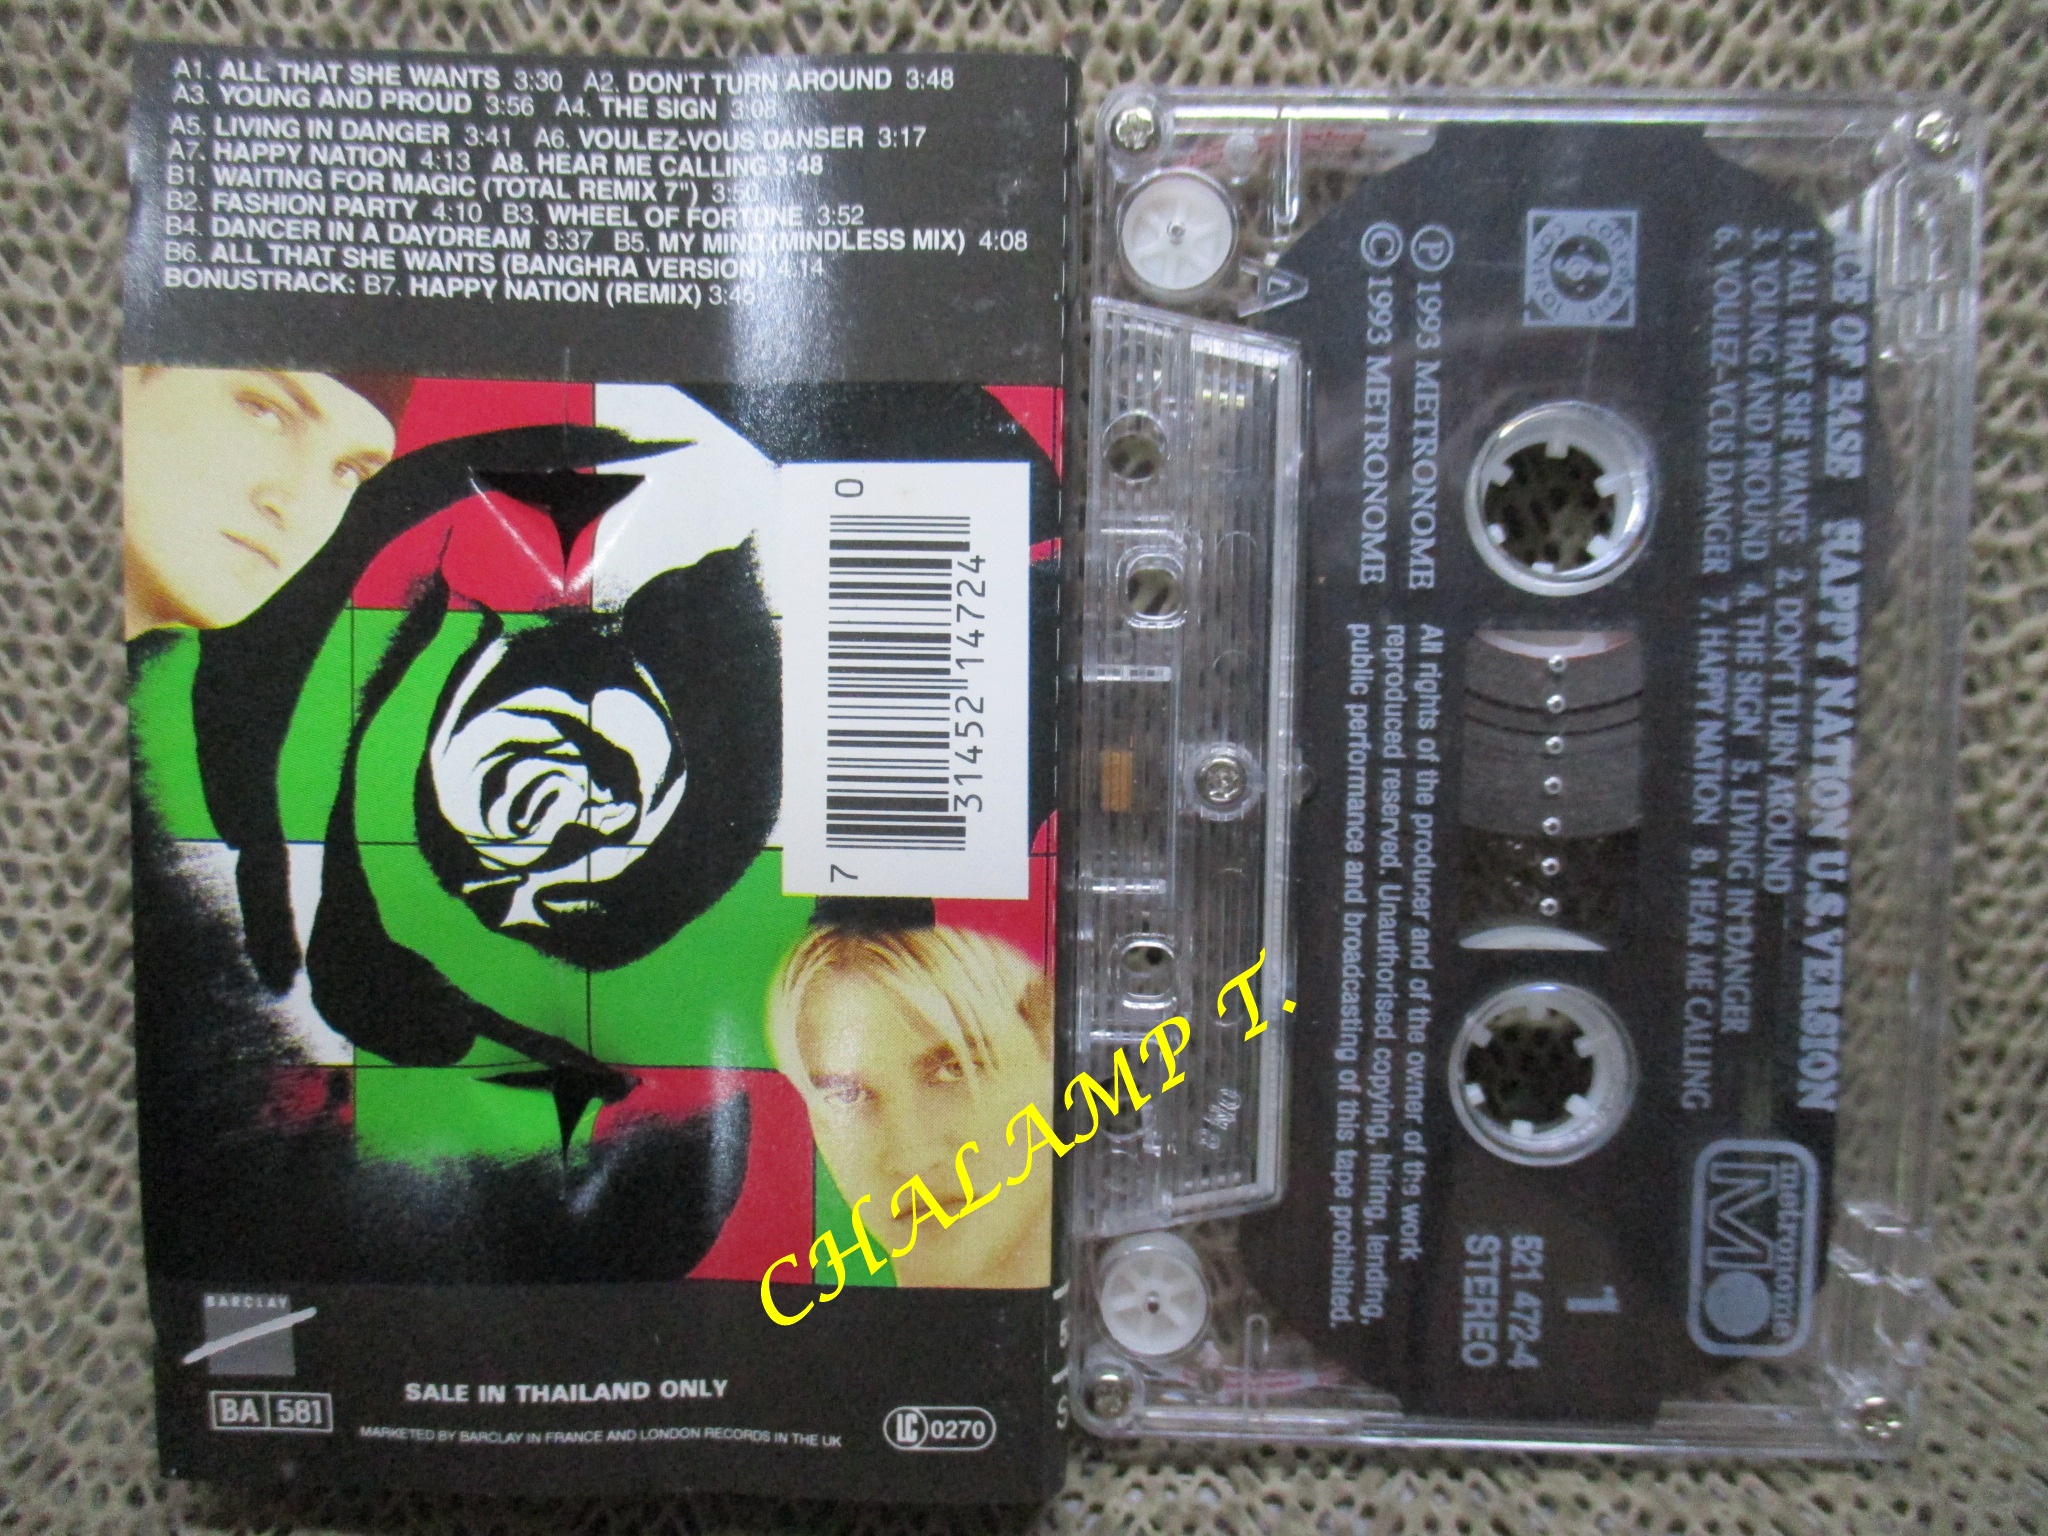 A1. ALL THAT SHE WANTS 3:30 A2. DON'T TURN AROUND 3:48
A3. YOUNG AND PROUD 3:56 A4. THE SIGN 3:08
A5. LIVING IN DANGER 3:41 A6. VOULEZ-VOUS DANSER 3:17
A7. HAPPY NATION 4:13 A8. HEAR ME CALLING 3:48
B1. WAITING FOR MAGIC (TOTAL REMIX 7") 3:50
B2. FASHION PARTY 4:10 B3. WHEEL OF FORTUNE 3:52
B4. DANCER IN A DAYDREAM 3:37 B5. MY MIND (MINDLESS MIX) 4:08
B6. ALL THAT SHE WANTS (BANGHRA VERSION) 4:14
BONUSTRACK: B7. HAPPY NATION (REMIX) 3:45
7 31452 14724 0
BARCLAY
BA 581
SALE IN THAILAND ONLY
MARKETED BY BARCLAY IN FRANCE AND LONDON RECORDS IN THE UK
LC 0270
CHALAMP T.
ACE OF BASE HAPPY NATION U.S. VERSION
1. ALL THAT SHE WANTS 2. DON'T TURN AROUND
3. YOUNG AND PROUND 4. THE SIGN 5. LIVING IN DANGER
6. VOULEZ-VOUS DANGER 7. HAPPY NATION 8. HEAR ME CALLING
COPYRIGHT CONTROL
metronome
M
1
521 472-4
STEREO
℗ 1993 METRONOME
© 1993 METRONOME
All rights of the producer and of the owner of the work
reproduced reserved. Unauthorised copying, hiring, lending,
public performance and broadcasting of this tape prohibited.
A